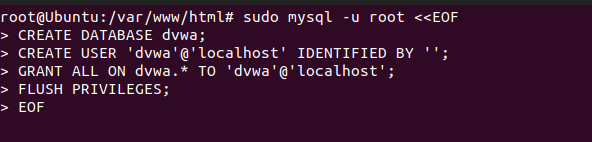 root@Ubuntu:/var/www/html# sudo mysql -u root <<EOF
> CREATE DATABASE dvwa;
> CREATE USER 'dvwa'@'localhost' IDENTIFIED BY '';
> GRANT ALL ON dvwa.* TO 'dvwa'@'localhost';
> FLUSH PRIVILEGES;
> EOF